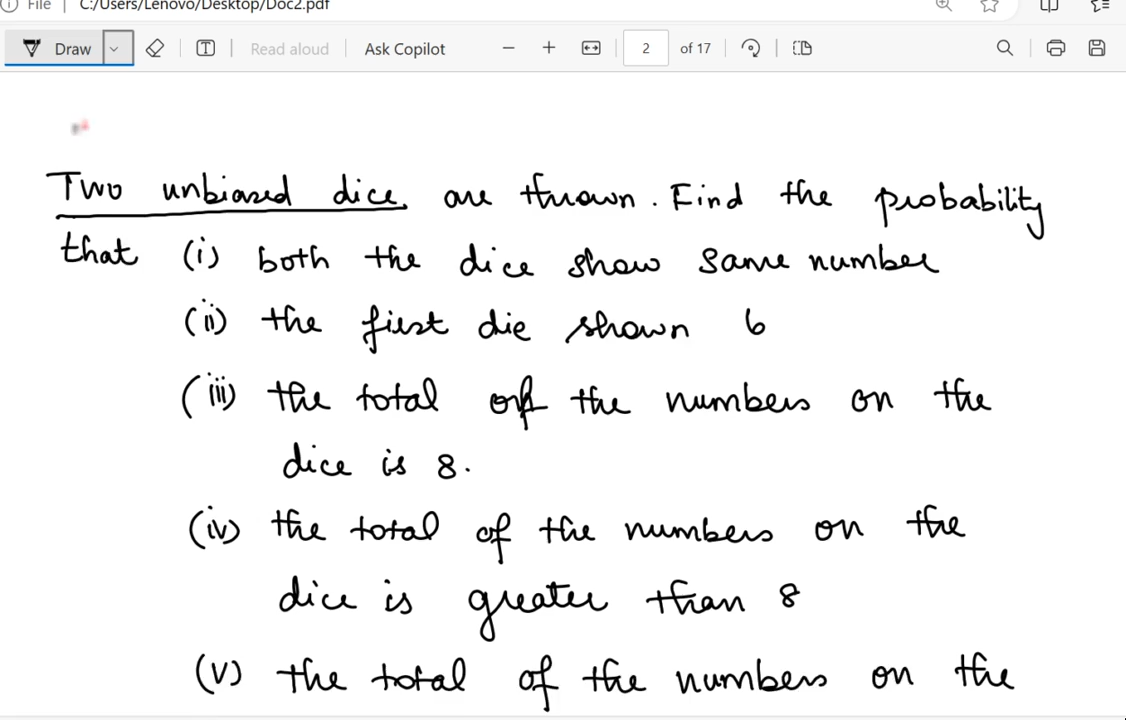 File C:/Users/Lenovo/Desktop/Doc2.pdf
Draw Read aloud Ask Copilot 2 of 17
Two unbiased dice are thrown. Find the probability
that (i) both the dice show same number
(ii) the first die shown 6
(iii) the total of the numbers on the
dice is 8.
(iv) the total of the numbers on the
dice is greater than 8
(v) the total of the numbers on the